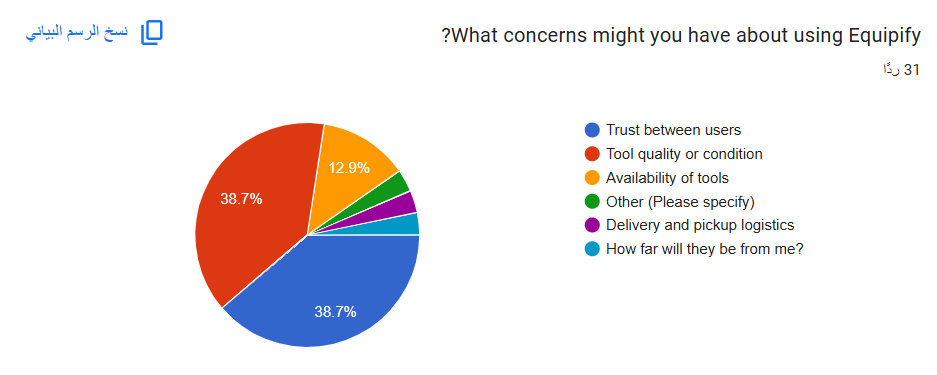 نسخ الرسم البياني
?What concerns might you have about using Equipify
31 ردًا
Trust between users
Tool quality or condition
Availability of tools
Other (Please specify)
Delivery and pickup logistics
How far will they be from me?
12.9%
38.7%
38.7%